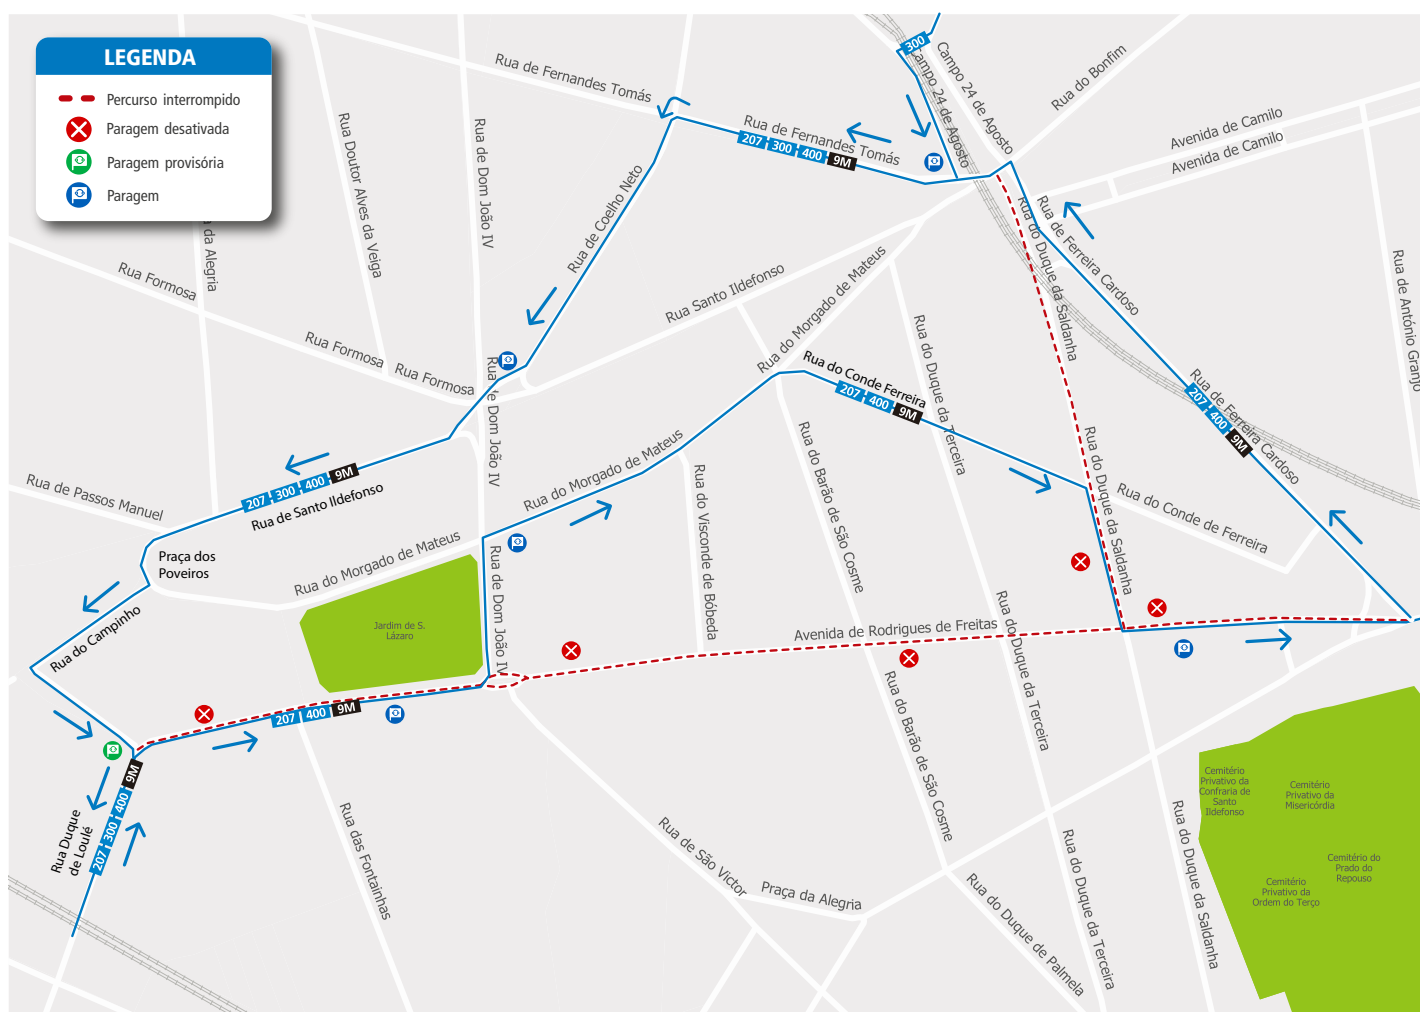 LEGENDA
Percurso interrompido
Paragem desativada
Paragem provisória
Paragem
300
Campo 24 de Agosto
Campo 24 de Agosto
Rua do Bonfim
Rua de Fernandes Tomás
Rua de Fernandes Tomás
207 300 400 9M
Avenida de Camilo
Avenida de Camilo
Rua Doutor Alves da Veiga
Rua de Dom João IV
a da Alegria
Rua de Coelho Neto
Rua Formosa
Rua Formosa
Rua Formosa
Rua Santo Ildefonso
Rua do Morgado de Mateus
Rua do Duque da Saldanha
Rua de Ferreira Cardoso
Rua de António Granjo
Rua do Duque da Terceira
Rua do Conde Ferreira
207 400 9M
Rua de Ferreira Cardoso
207 400 9M
Rua de Dom João IV
Rua do Morgado de Mateus
Rua do Barão de São Cosme
Rua do Duque da Saldanha
Rua do Conde de Ferreira
207 300 400 9M
Rua de Santo Ildefonso
Rua de Passos Manuel
Praça dos
Poveiros
Rua do Morgado de Mateus
Rua do Visconde de Bóbeda
Rua de Dom João IV
Rua do Campinho
Jardim de S.
Lázaro
Avenida de Rodrigues de Freitas
Rua do Duque da Terceira
Rua do Barão de São Cosme
207 400 9M
207 300 400 9M
Rua Duque
de Loulé
Rua das Fontainhas
Rua de São Victor
Praça da Alegria
Rua do Duque de Palmela
Rua do Duque da Terceira
Rua do Duque da Saldanha
Cemitério
Privativo da
Confraria de
Santo
Ildefonso
Cemitério
Privativo da
Misericórdia
Cemitério do
Prado do
Repouso
Cemitério
Privativo da
Ordem do Terço